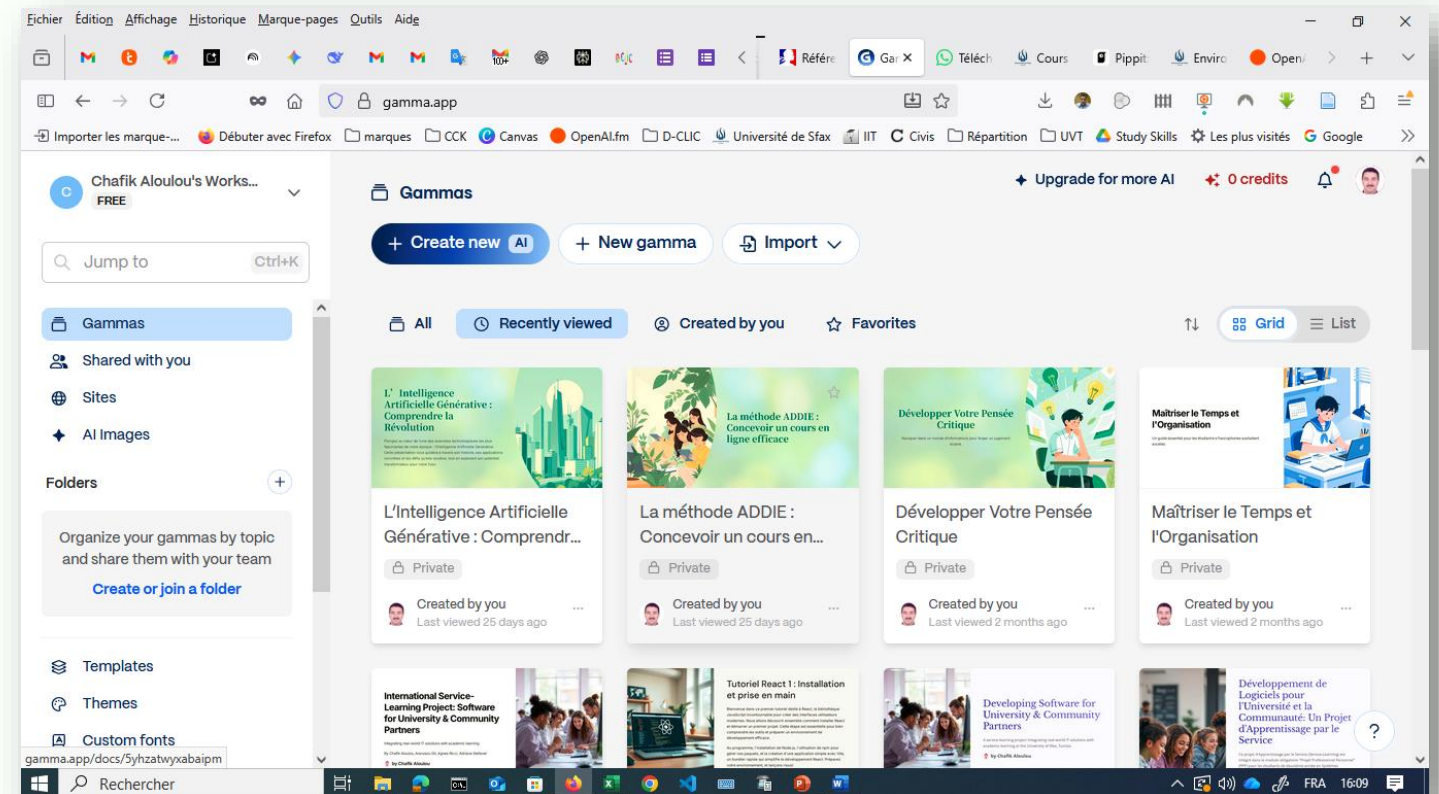 Fichier Édition Affichage Historique Marque-pages Outils Aide
100+
Référe
Gar
Téléch
Cours
Pippit
Enviro
OpenA
gamma.app
Importer les marque-...
Débuter avec Firefox
marques
CCK
Canvas
OpenAI.fm
D-CLIC
Université de Sfax
IIT
Civis
Répartition
UVT
Study Skills
Les plus visités
Google
C
Chafik Aloulou's Works...
FREE
Jump to
Ctrl+K
Gammas
Shared with you
Sites
AI Images
Folders
Organize your gammas by topic
and share them with your team
Create or join a folder
Templates
Themes
Custom fonts
gamma.app/docs/5yhzatwyxabaipm
Gammas
Upgrade for more AI
0 credits
+ Create new AI
+ New gamma
Import
All
Recently viewed
Created by you
Favorites
Grid
List
L' Intelligence
Artificielle Générative :
Comprendre la
Révolution
L'Intelligence Artificielle
Générative : Comprendr...
Private
Created by you
Last viewed 25 days ago
La méthode ADDIE :
Concevoir un cours en
ligne efficace
La méthode ADDIE :
Concevoir un cours en...
Private
Created by you
Last viewed 25 days ago
Développer Votre Pensée
Critique
Développer Votre Pensée
Critique
Private
Created by you
Last viewed 2 months ago
Maîtriser le Temps et
l'Organisation
Maîtriser le Temps et
l'Organisation
Private
Created by you
Last viewed 2 months ago
International Service-
Learning Project: Software
for University & Community
Partners
Tutoriel React 1 : Installation
et prise en main
Developing Software for
University & Community
Partners
by Chafik Aloulou
Développement de
Logiciels pour
l'Université et la
Communauté: Un Projet
d'Apprentissage par le
Service
?
Rechercher
FRA
16:09